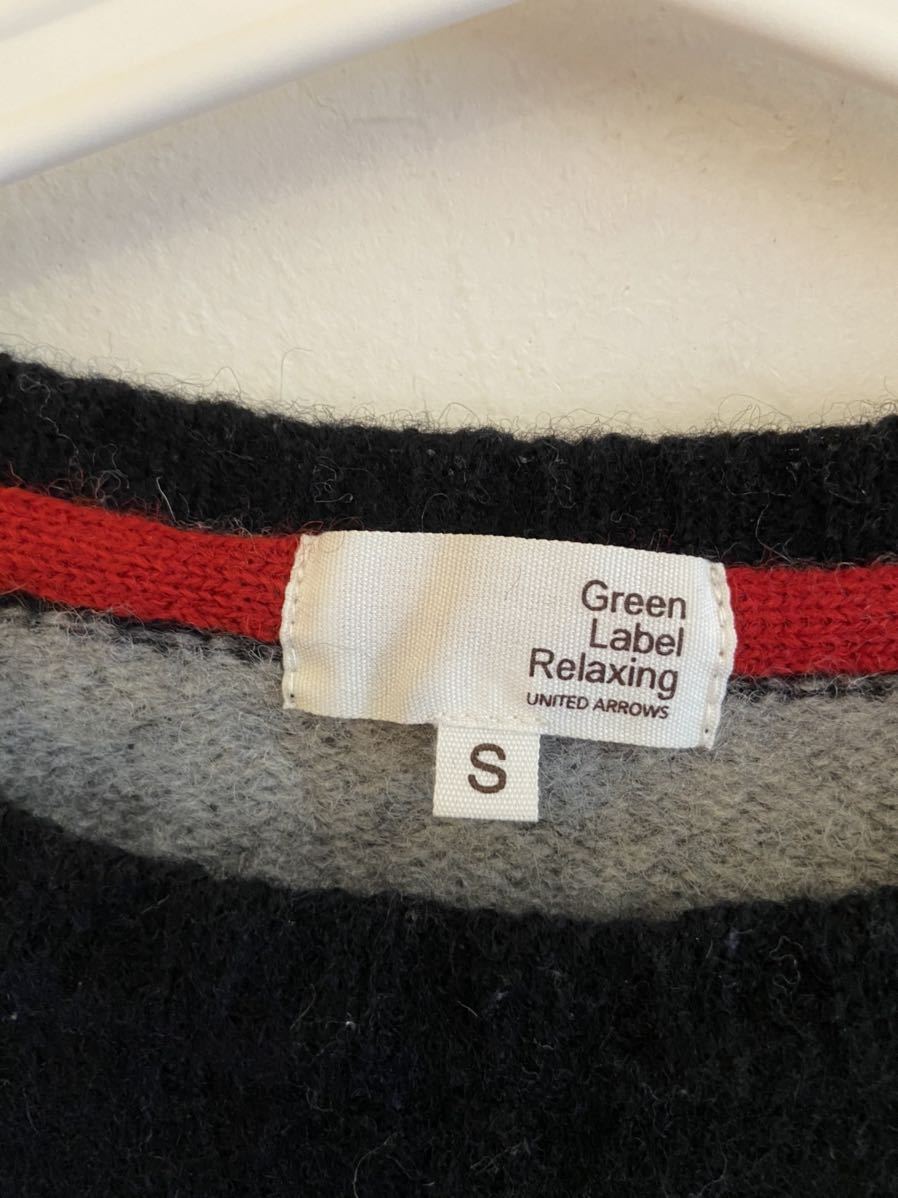 Green
Label
Relaxing
UNITED ARROWS
S